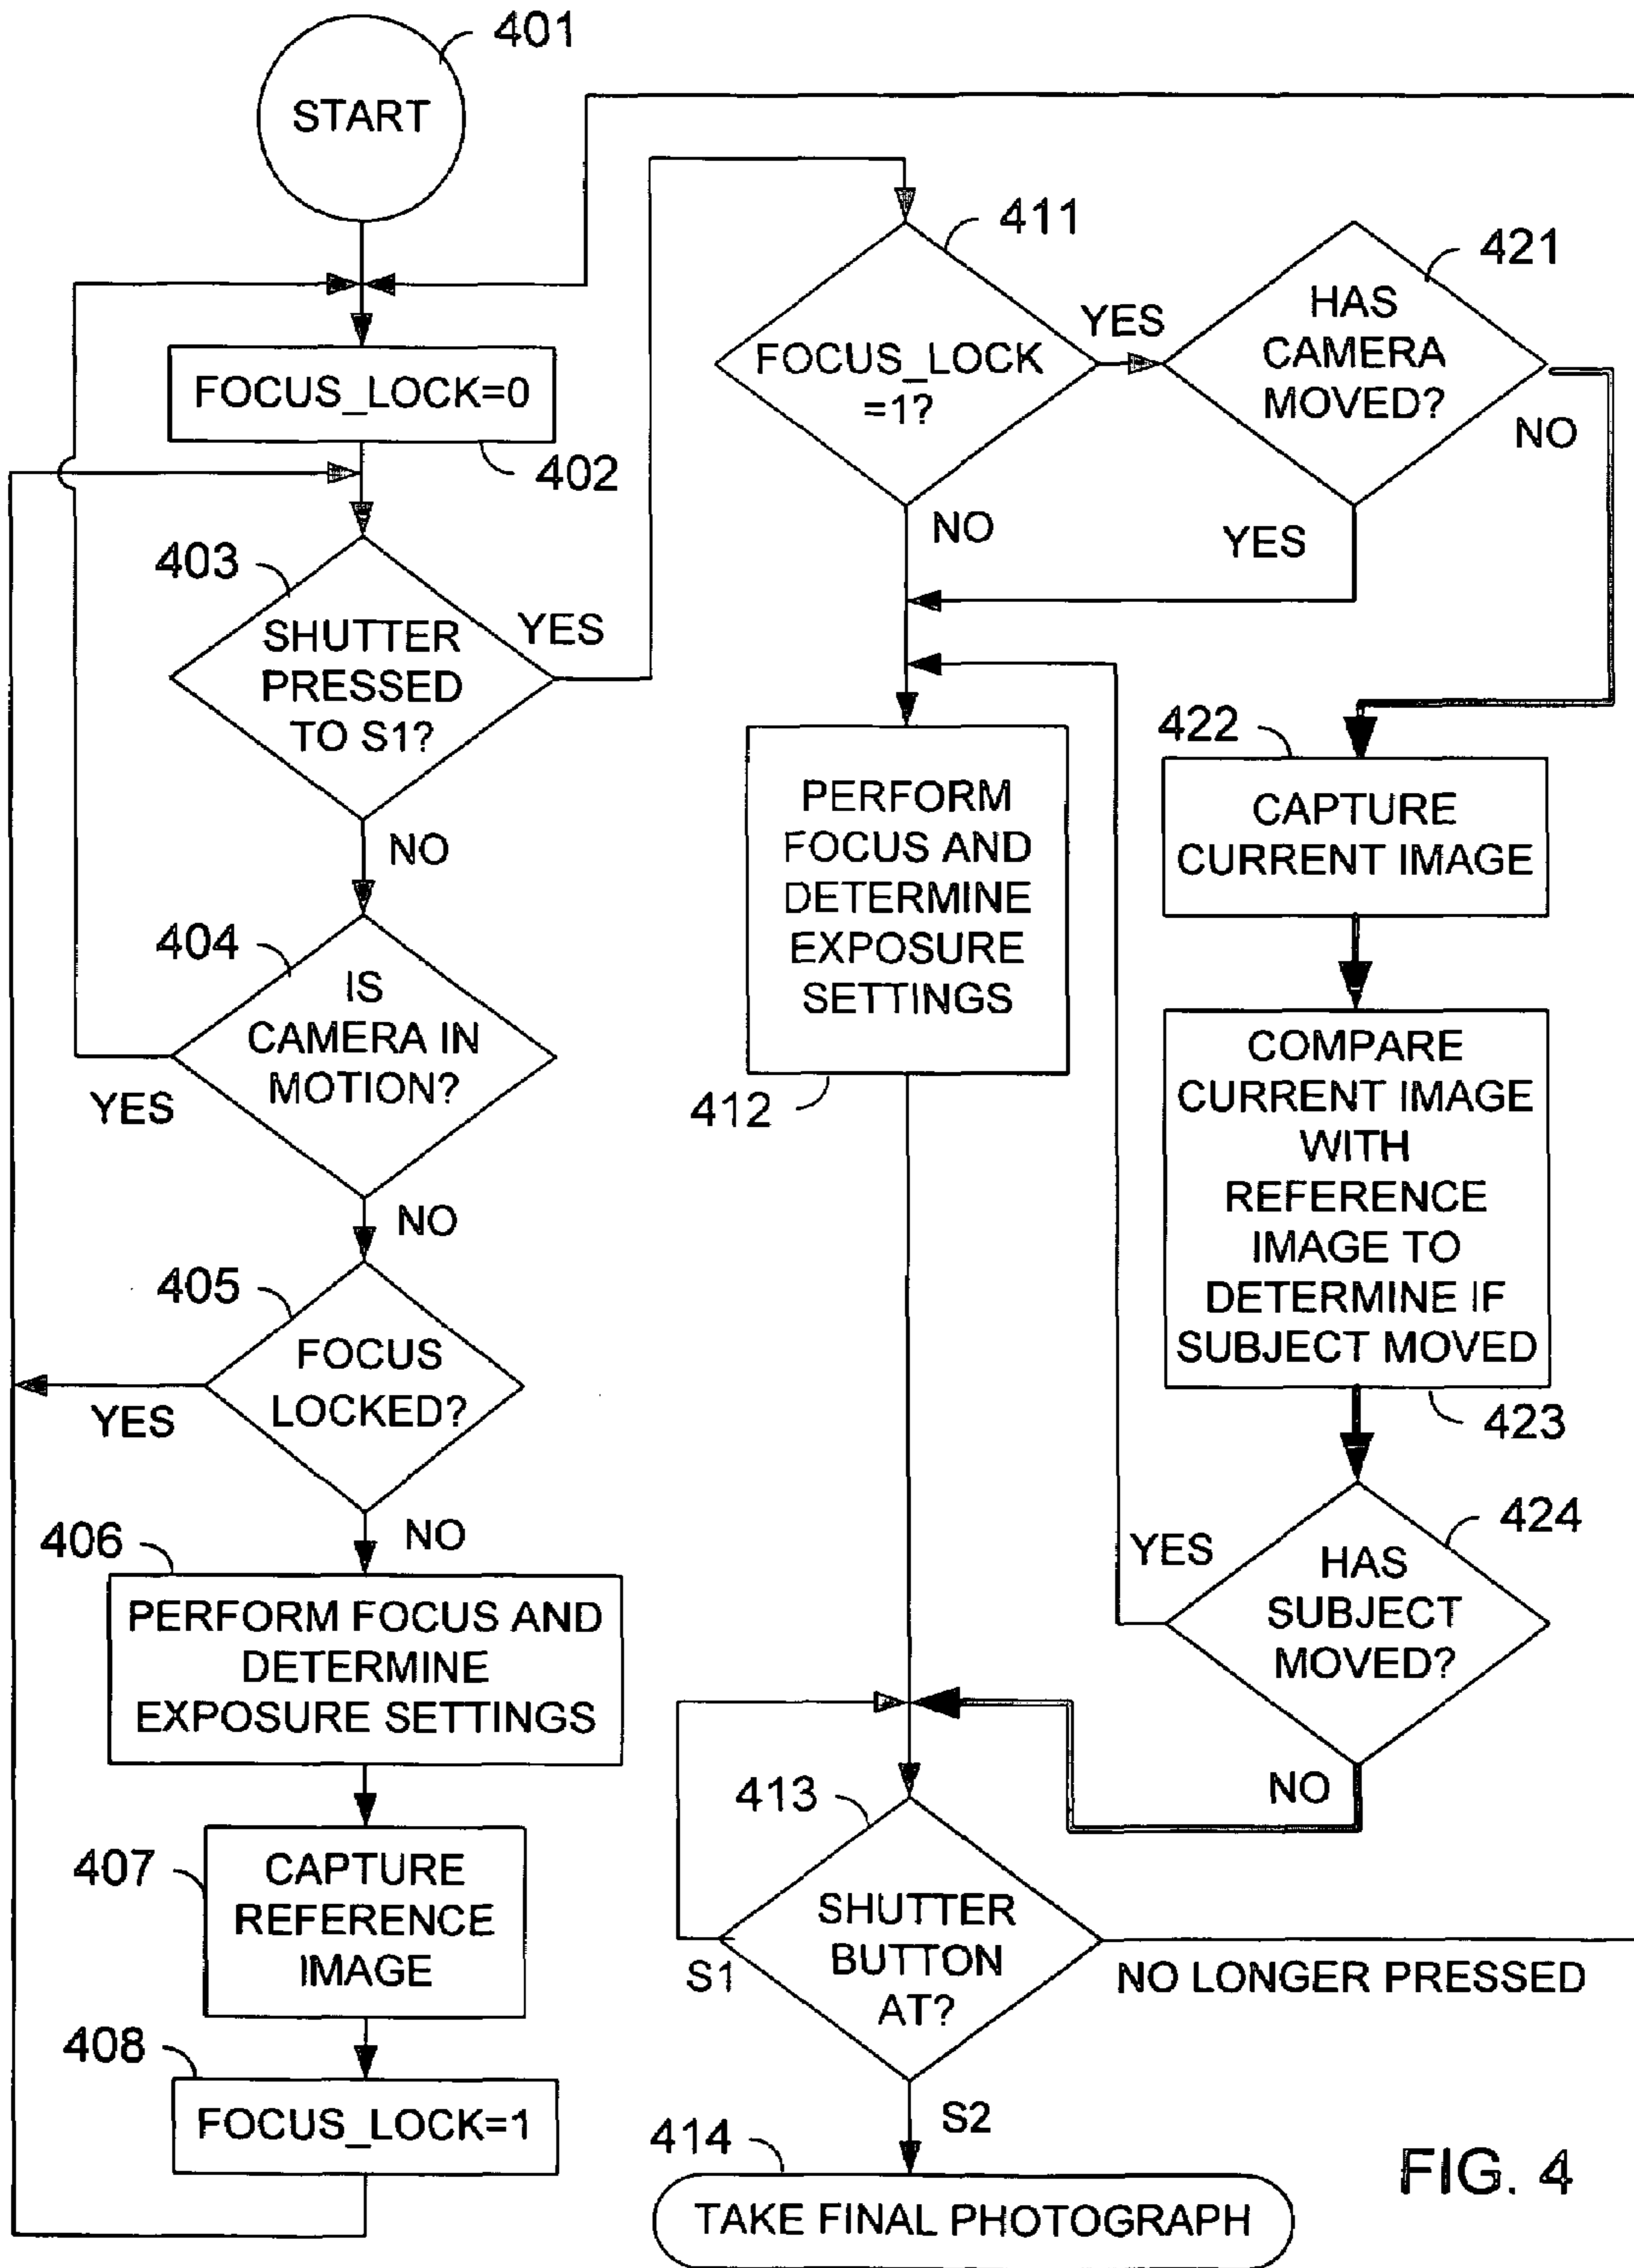 401
START
FOCUS_LOCK=0
402
403
SHUTTER
PRESSED
TO S1?
YES
NO
404
IS
CAMERA IN
MOTION?
YES
NO
405
FOCUS
LOCKED?
YES
NO
406
PERFORM FOCUS AND
DETERMINE
EXPOSURE SETTINGS
407
CAPTURE
REFERENCE
IMAGE
408
FOCUS_LOCK=1
411
FOCUS_LOCK
=1?
YES
NO
421
HAS
CAMERA
MOVED?
NO
YES
PERFORM
FOCUS AND
DETERMINE
EXPOSURE
SETTINGS
412
422
CAPTURE
CURRENT IMAGE
COMPARE
CURRENT IMAGE
WITH
REFERENCE
IMAGE TO
DETERMINE IF
SUBJECT MOVED
423
424
HAS
SUBJECT
MOVED?
YES
NO
413
SHUTTER
BUTTON
AT?
S1
NO LONGER PRESSED
S2
414
TAKE FINAL PHOTOGRAPH
FIG. 4